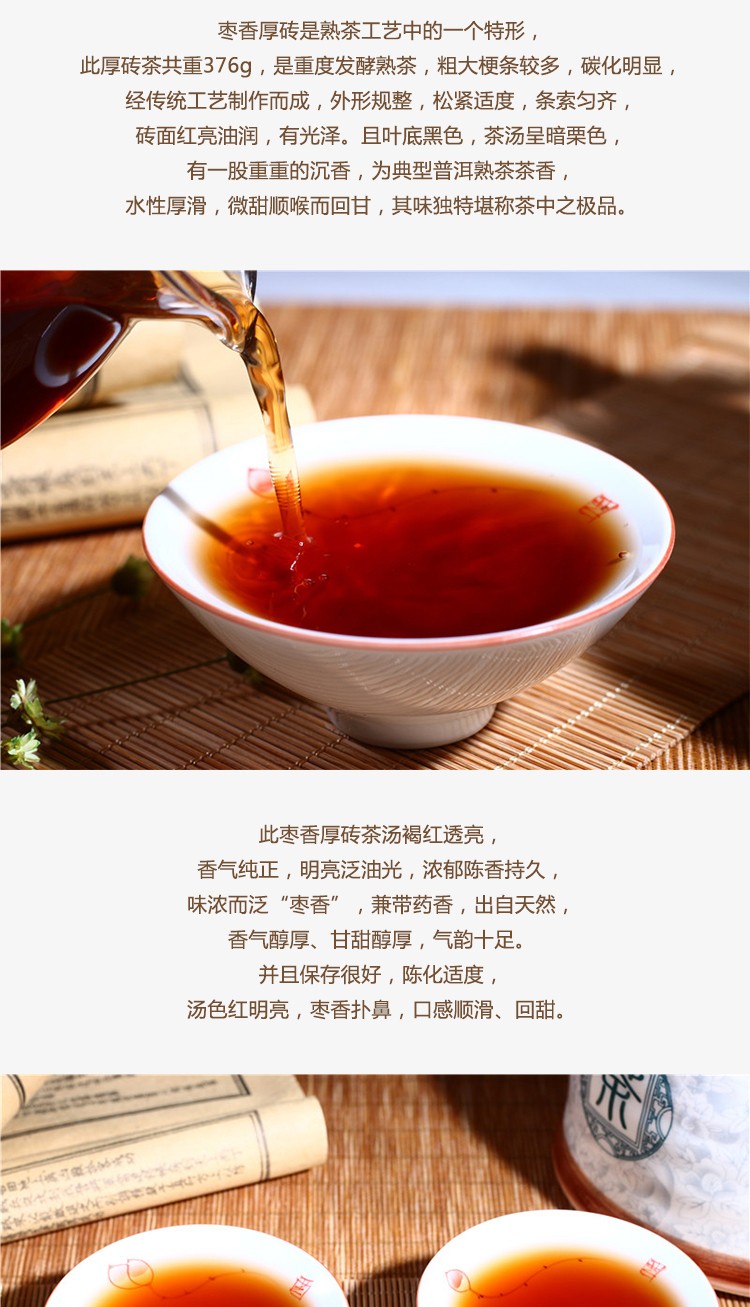 枣香厚砖是熟茶工艺中的一个特形，
此厚砖茶共重376g，是重度发酵熟茶，粗大梗条较多，碳化明显，
经传统工艺制作而成，外形规整，松紧适度，条索匀齐，
砖面红亮油润，有光泽。且叶底黑色，茶汤呈暗栗色，
有一股重重的沉香，为典型普洱熟茶茶香，
水性厚滑，微甜顺喉而回甘，其味独特堪称茶中之极品。
此枣香厚砖茶汤褐红透亮，
香气纯正，明亮泛油光，浓郁陈香持久，
味浓而泛“枣香”，兼带药香，出自天然，
香气醇厚、甘甜醇厚，气韵十足。
并且保存很好，陈化适度，
汤色红明亮，枣香扑鼻，口感顺滑、回甜。
茶